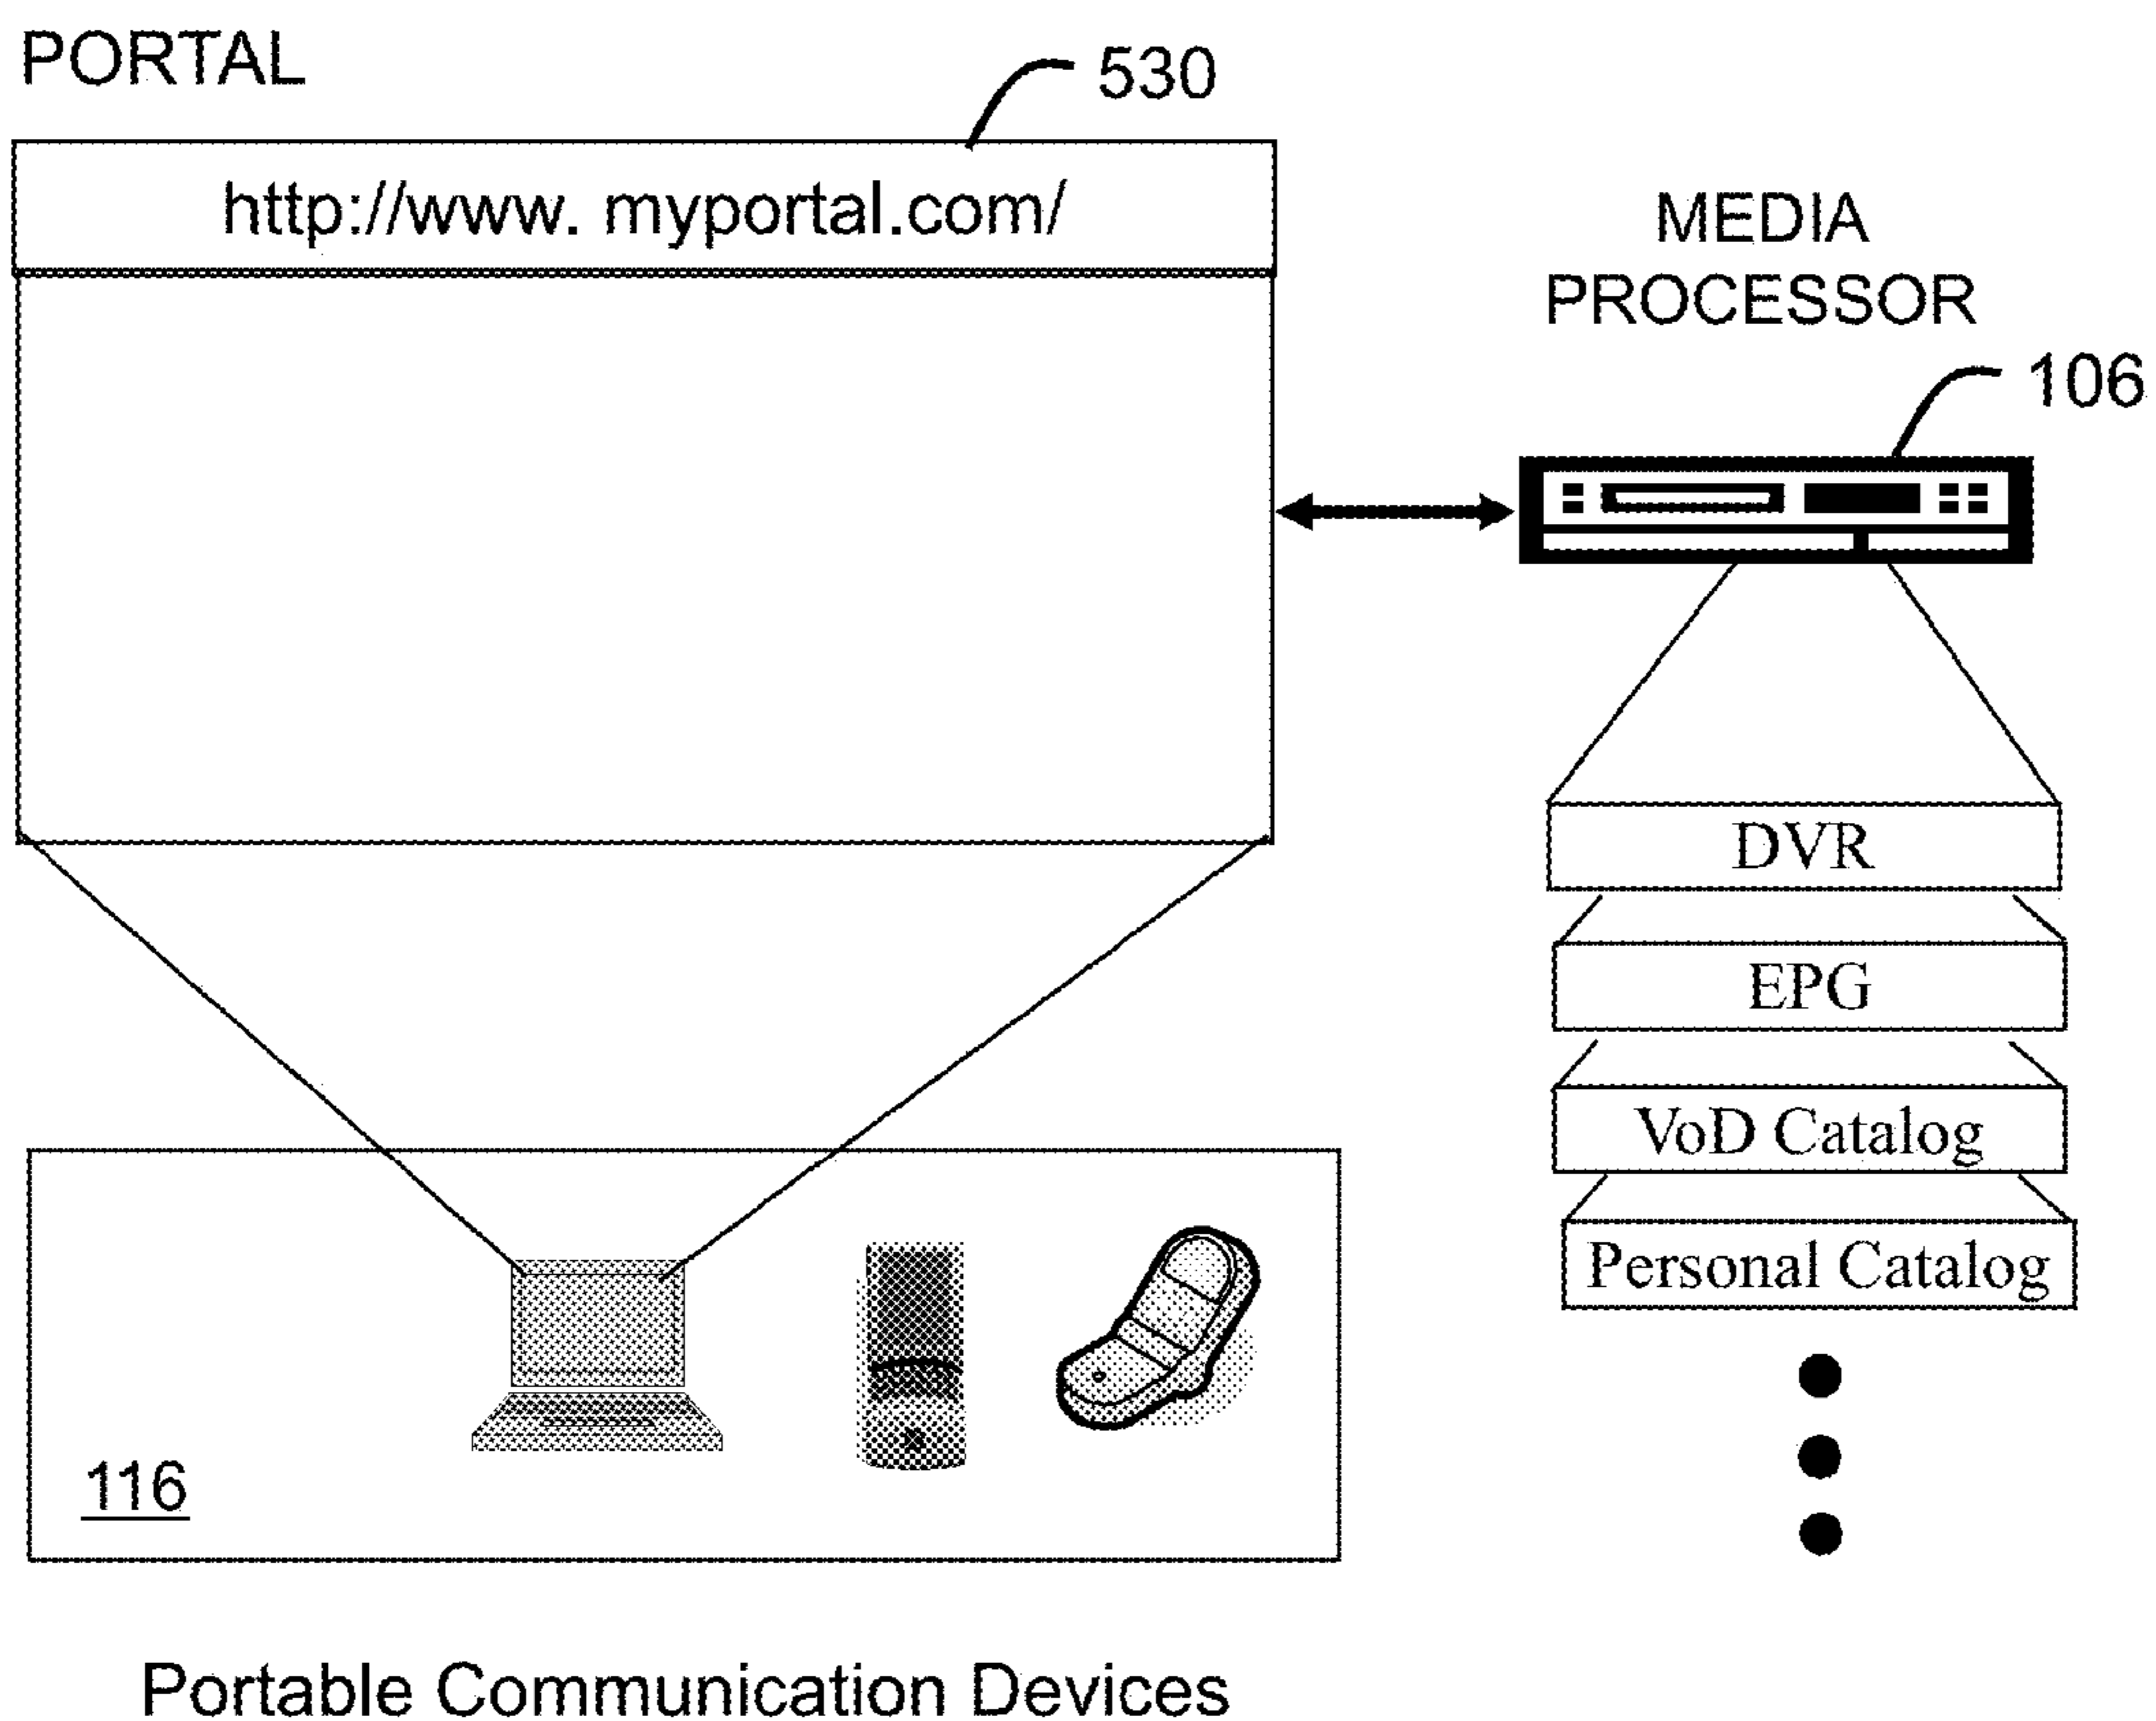 PORTAL
530
http://www. myportal.com/
MEDIA
PROCESSOR
106
DVR
EPG
VoD Catalog
Personal Catalog
116
Portable Communication Devices